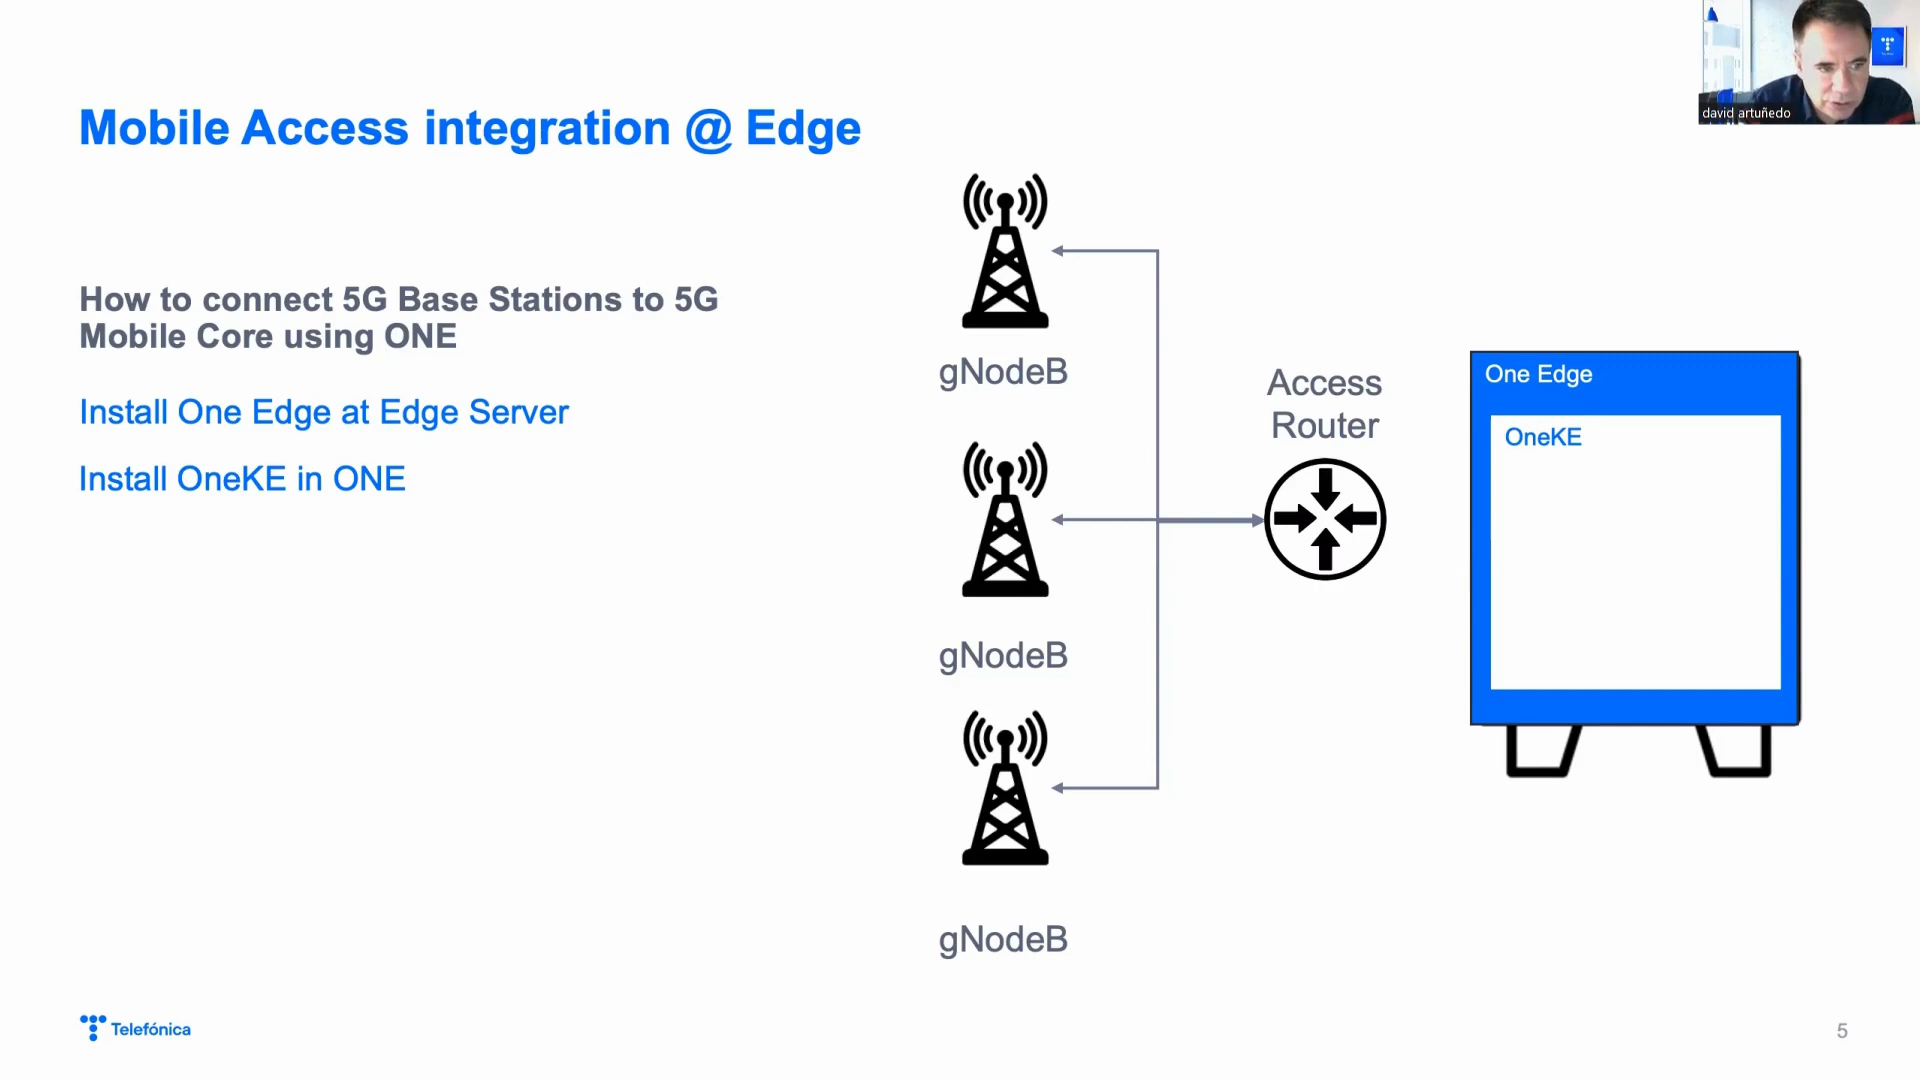 david artuñedo
Mobile Access integration @ Edge
How to connect 5G Base Stations to 5G
Mobile Core using ONE
Install One Edge at Edge Server
Install OneKE in ONE
gNodeB
gNodeB
gNodeB
Access
Router
One Edge
OneKE
Telefónica
5